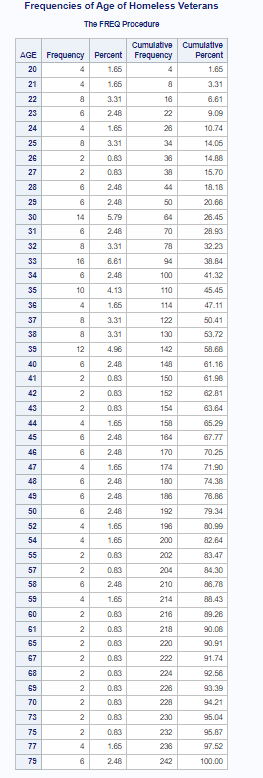 Frequencies of Age of Homeless Veterans
The FREQ Procedure
AGE Frequency Percent Cumulative Frequency Cumulative Percent
20 4 1.65 4 1.65
21 4 1.65 8 3.31
22 8 3.31 16 6.61
23 6 2.48 22 9.09
24 4 1.65 26 10.74
25 8 3.31 34 14.05
26 2 0.83 36 14.88
27 2 0.83 38 15.70
28 6 2.48 44 18.18
29 6 2.48 50 20.66
30 14 5.79 64 26.45
31 6 2.48 70 28.93
32 8 3.31 78 32.23
33 16 6.61 94 38.84
34 6 2.48 100 41.32
35 10 4.13 110 45.45
36 4 1.65 114 47.11
37 8 3.31 122 50.41
38 8 3.31 130 53.72
39 12 4.96 142 58.68
40 6 2.48 148 61.16
41 2 0.83 150 61.98
42 2 0.83 152 62.81
43 2 0.83 154 63.64
44 4 1.65 158 65.29
45 6 2.48 164 67.77
46 6 2.48 170 70.25
47 4 1.65 174 71.90
48 6 2.48 180 74.38
49 6 2.48 186 76.86
50 6 2.48 192 79.34
52 4 1.65 196 80.99
54 4 1.65 200 82.64
55 2 0.83 202 83.47
57 2 0.83 204 84.30
58 6 2.48 210 86.78
59 4 1.65 214 88.43
60 2 0.83 216 89.26
61 2 0.83 218 90.08
65 2 0.83 220 90.91
67 2 0.83 222 91.74
68 2 0.83 224 92.56
69 2 0.83 226 93.39
70 2 0.83 228 94.21
73 2 0.83 230 95.04
75 2 0.83 232 95.87
77 4 1.65 236 97.52
79 6 2.48 242 100.00